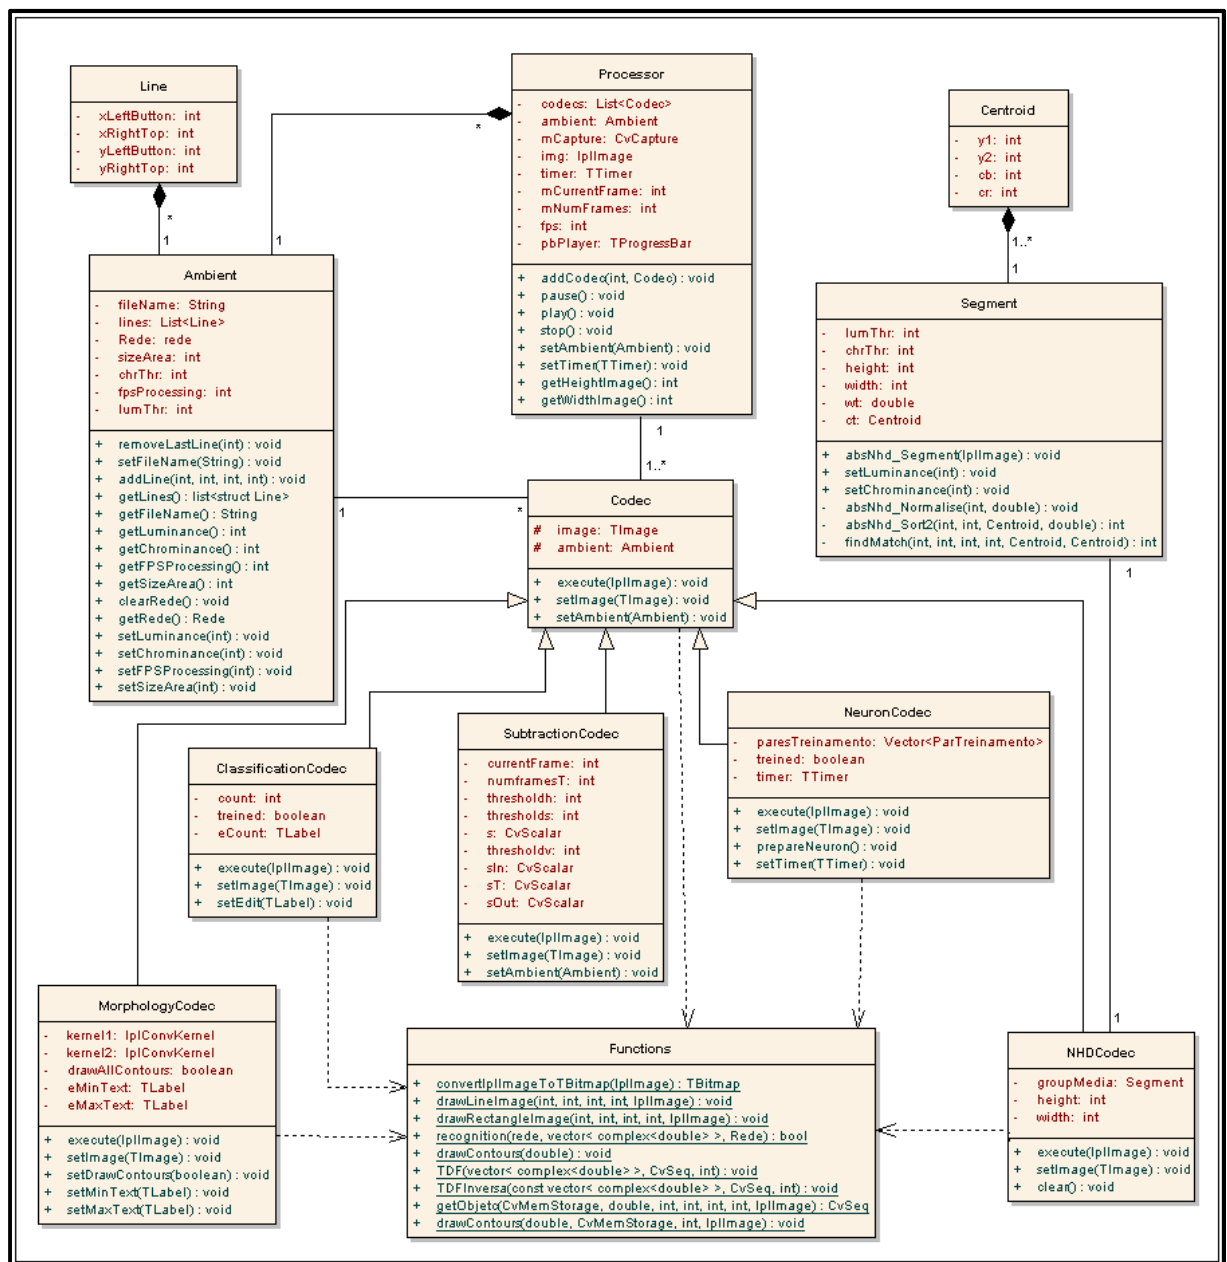 Line
- xLeftButton: int
- xRightTop: int
- yLeftButton: int
- yRightTop: int
*
1
Processor
- codecs: List<Codec>
- ambient: Ambient
- mCapture: CvCapture
- img: IplImage
- timer: TTimer
- mCurrentFrame: int
- mNumFrames: int
- fps: int
- pbPlayer: TProgressBar
+ addCodec(int, Codec) : void
+ pause() : void
+ play() : void
+ stop() : void
+ setAmbient(Ambient) : void
+ setTimer(TTimer) : void
+ getHeightImage() : int
+ getWidthImage() : int
*
1
1
1..*
Centroid
- y1: int
- y2: int
- cb: int
- cr: int
1..*
1
Ambient
- fileName: String
- lines: List<Line>
- Rede: rede
- sizeArea: int
- chrThr: int
- fpsProcessing: int
- lumThr: int
+ removeLastLine(int) : void
+ setFileName(String) : void
+ addLine(int, int, int, int) : void
+ getLines() : list<struct Line>
+ getFileName() : String
+ getLuminance() : int
+ getChrominance() : int
+ getFPSProcessing() : int
+ getSizeArea() : int
+ clearRede() : void
+ getRede() : Rede
+ setLuminance(int) : void
+ setChrominance(int) : void
+ setFPSProcessing(int) : void
+ setSizeArea(int) : void
1
*
Segment
- lumThr: int
- chrThr: int
- height: int
- width: int
- wt: double
- ct: Centroid
+ absNhd_Segment(IplImage) : void
+ setLuminance(int) : void
+ setChrominance(int) : void
- absNhd_Normalise(int, double) : void
- absNhd_Sort2(int, int, Centroid, double) : int
- findMatch(int, int, int, int, Centroid, Centroid) : int
1
1
Codec
# image: TImage
# ambient: Ambient
+ execute(IplImage) : void
+ setImage(TImage) : void
+ setAmbient(Ambient) : void
ClassificationCodec
- count: int
- treined: boolean
- eCount: TLabel
+ execute(IplImage) : void
+ setImage(TImage) : void
+ setEdit(TLabel) : void
SubtractionCodec
- currentFrame: int
- numframesT: int
- thresholdh: int
- thresholds: int
- s: CvScalar
- thresholdv: int
- sIn: CvScalar
- sT: CvScalar
- sOut: CvScalar
+ execute(IplImage) : void
+ setImage(TImage) : void
+ setAmbient(Ambient) : void
NeuronCodec
- paresTreinamento: Vector<ParTreinamento>
- treined: boolean
- timer: TTimer
+ execute(IplImage) : void
+ setImage(TImage) : void
+ prepareNeuron() : void
+ setTimer(TTimer) : void
MorphologyCodec
- kernel1: IplConvKernel
- kernel2: IplConvKernel
- drawAllContours: boolean
- eMinText: TLabel
- eMaxText: TLabel
+ execute(IplImage) : void
+ setImage(TImage) : void
+ setDrawContours(boolean) : void
+ setMinText(TLabel) : void
+ setMaxText(TLabel) : void
Functions
+ convertIplImageToTBitmap(IplImage) : TBitmap
+ drawLineImage(int, int, int, int, IplImage) : void
+ drawRectangleImage(int, int, int, int, IplImage) : void
+ recognition(rede, vector< complex<double> >, Rede) : bool
+ drawContours(double) : void
+ TDF(vector< complex<double> >, CvSeq, int) : void
+ TDFInversa(const vector< complex<double> >, CvSeq, int) : void
+ getObjeto(CvMemStorage, double, int, int, int, int, IplImage) : CvSeq
+ drawContours(double, CvMemStorage, int, IplImage) : void
NHDCodec
- groupMedia: Segment
- height: int
- width: int
+ execute(IplImage) : void
+ setImage(TImage) : void
+ clear() : void